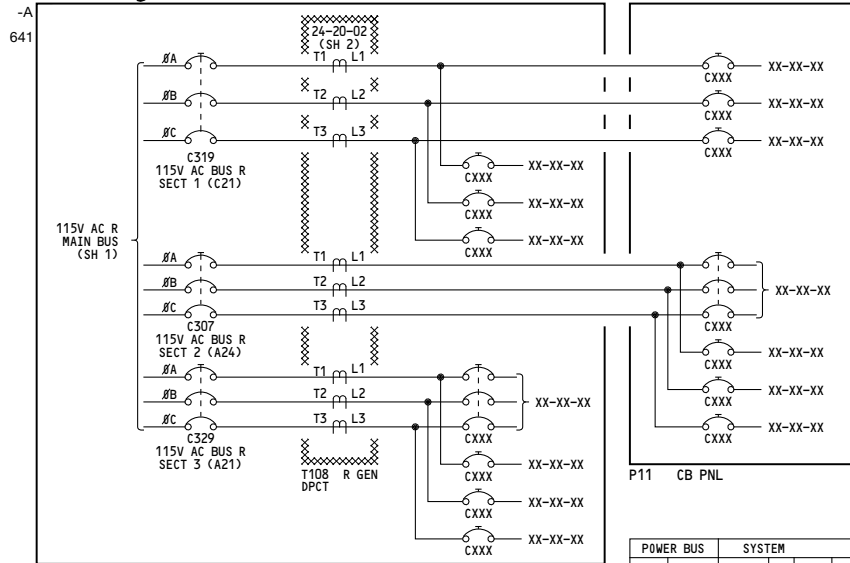 -A
641
24-20-02
(SH 2)
T1 L1
ØA
CXXX
XX-XX-XX
T2 L2
ØB
CXXX
XX-XX-XX
T3 L3
ØC
CXXX
XX-XX-XX
C319
115V AC BUS R
SECT 1 (C21)
CXXX
XX-XX-XX
CXXX
XX-XX-XX
CXXX
XX-XX-XX
115V AC R
MAIN BUS
(SH 1)
ØA
T1 L1
ØB
T2 L2
XX-XX-XX
ØC
T3 L3
CXXX
C307
115V AC BUS R
SECT 2 (A24)
CXXX
XX-XX-XX
ØA
T1 L1
ØB
T2 L2
XX-XX-XX
CXXX
XX-XX-XX
ØC
T3 L3
CXXX
CXXX
XX-XX-XX
C329
115V AC BUS R
SECT 3 (A21)
T108 R GEN
DPCT
CXXX
XX-XX-XX
P11 CB PNL
CXXX
XX-XX-XX
CXXX
XX-XX-XX
POWER BUS SYSTEM